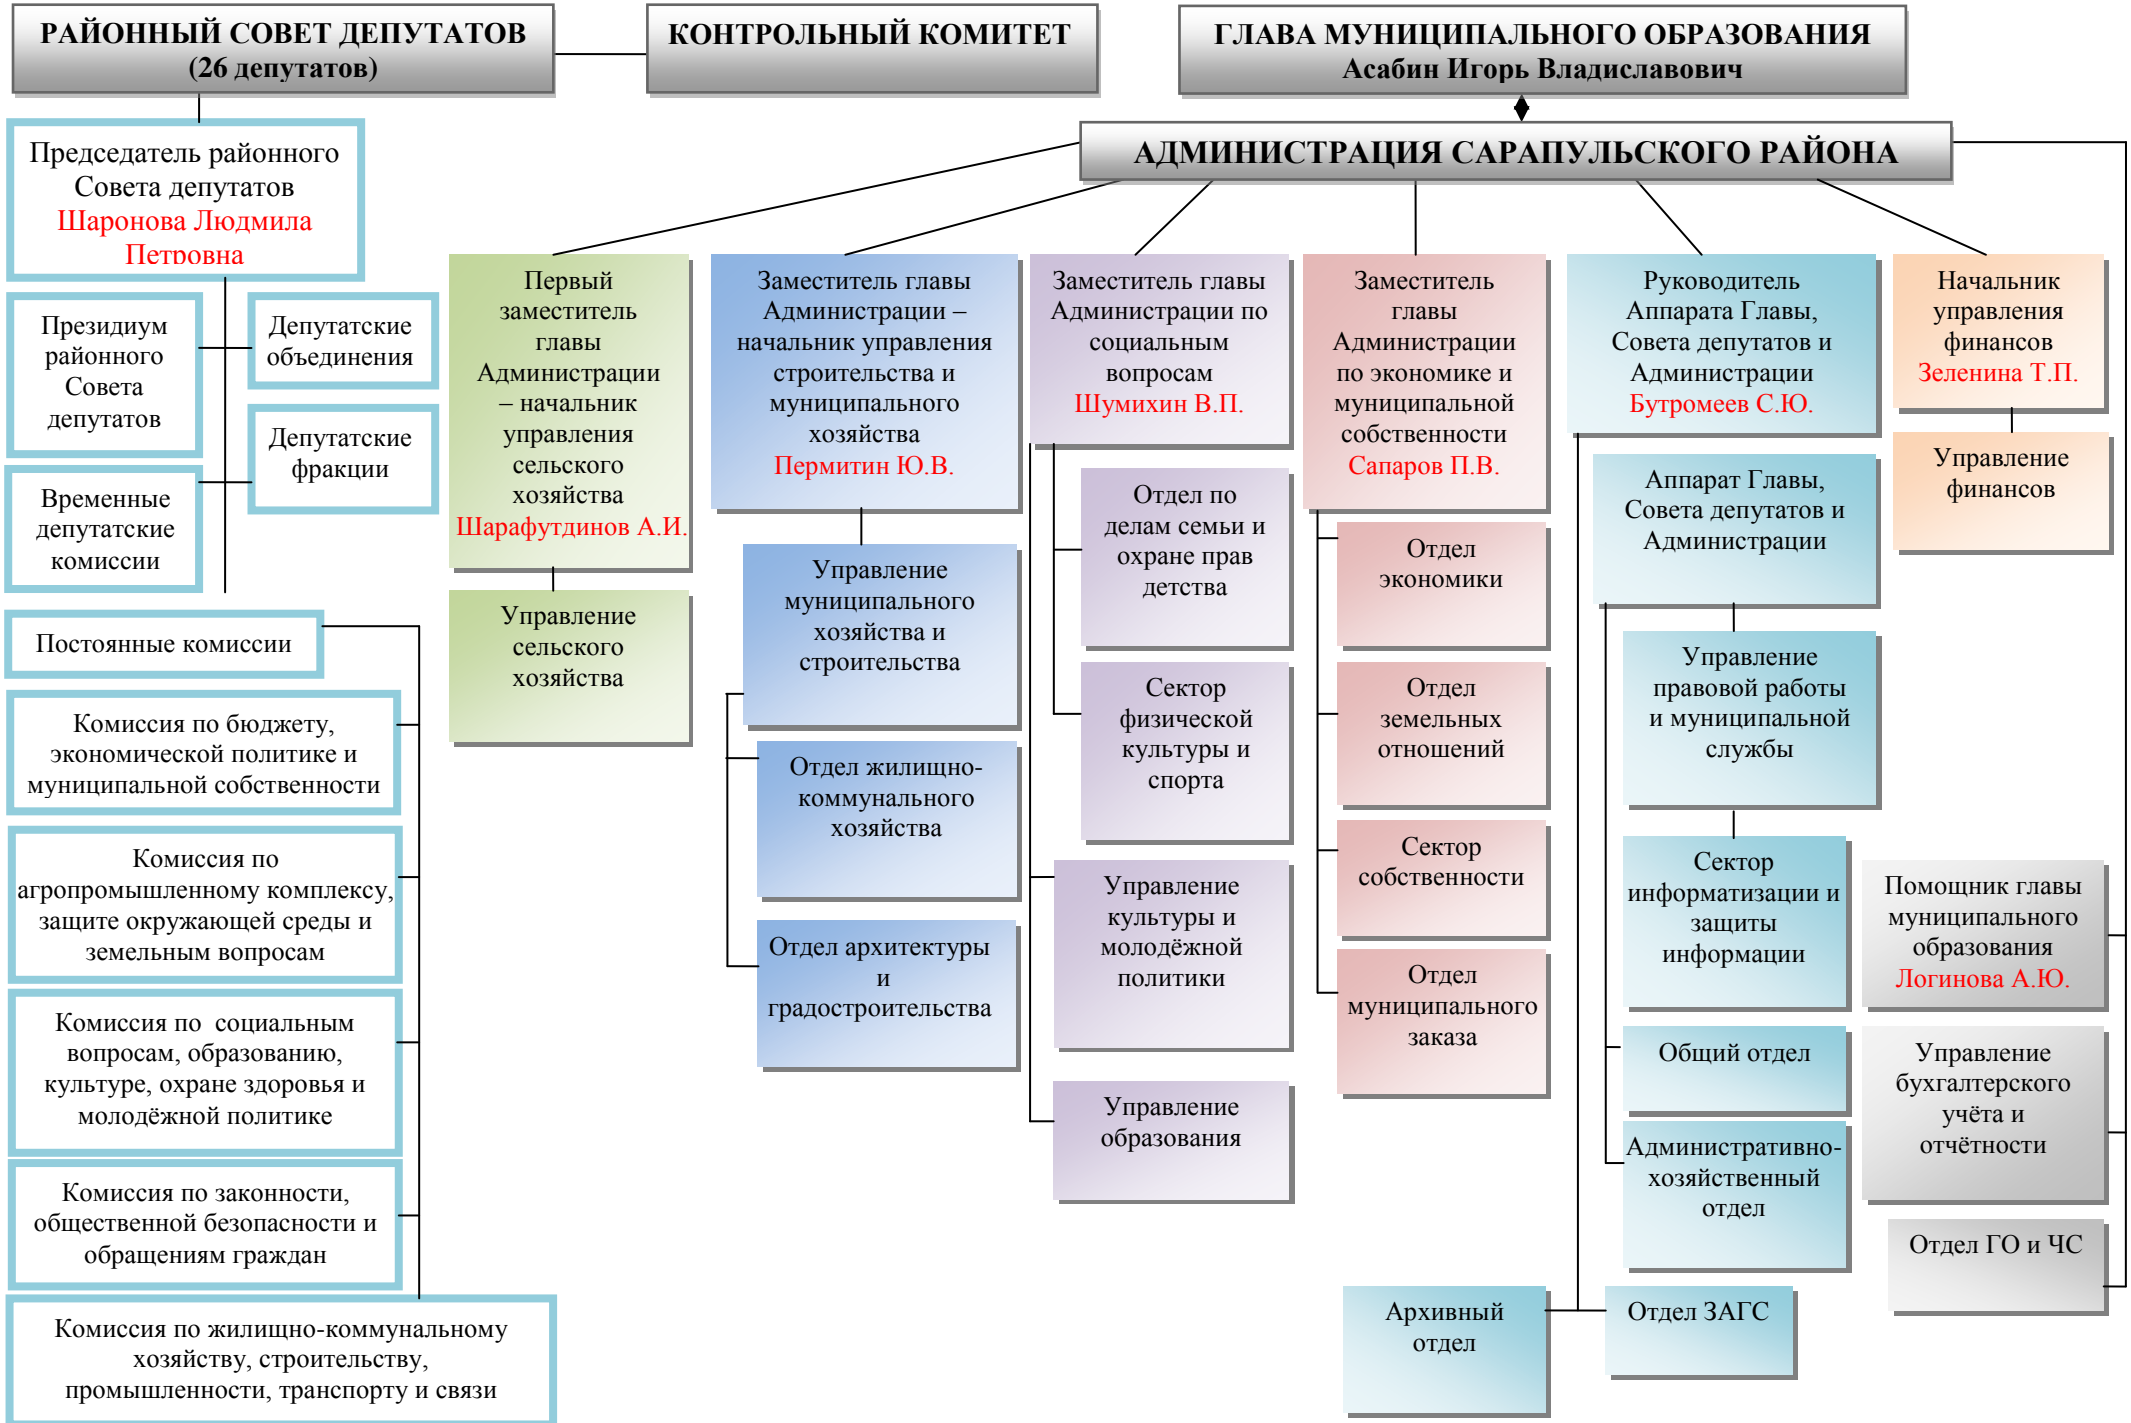 РАЙОННЫЙ СОВЕТ ДЕПУТАТОВ
(26 депутатов)
КОНТРОЛЬНЫЙ КОМИТЕТ
ГЛАВА МУНИЦИПАЛЬНОГО ОБРАЗОВАНИЯ
Асабин Игорь Владиславович
АДМИНИСТРАЦИЯ САРАПУЛЬСКОГО РАЙОНА
Председатель районного
Совета депутатов
Шаронова Людмила
Петровна
Президиум
районного
Совета
депутатов
Депутатские
объединения
Депутатские
фракции
Временные
депутатские
комиссии
Постоянные комиссии
Комиссия по бюджету,
экономической политике и
муниципальной собственности
Комиссия по
агропромышленному комплексу,
защите окружающей среды и
земельным вопросам
Комиссия по социальным
вопросам, образованию,
культуре, охране здоровья и
молодёжной политике
Комиссия по законности,
общественной безопасности и
обращениям граждан
Комиссия по жилищно-коммунальному
хозяйству, строительству,
промышленности, транспорту и связи
Первый
заместитель
главы
Администрации
– начальник
управления
сельского
хозяйства
Шарафутдинов А.И.
Управление
сельского
хозяйства
Заместитель главы
Администрации –
начальник управления
строительства и
муниципального
хозяйства
Пермитин Ю.В.
Управление
муниципального
хозяйства и
строительства
Отдел жилищно-
коммунального
хозяйства
Отдел архитектуры
и
градостроительства
Заместитель главы
Администрации по
социальным
вопросам
Шумихин В.П.
Отдел по
делам семьи и
охране прав
детства
Сектор
физической
культуры и
спорта
Управление
культуры и
молодёжной
политики
Управление
образования
Заместитель
главы
Администрации
по экономике и
муниципальной
собственности
Сапаров П.В.
Отдел
экономики
Отдел
земельных
отношений
Сектор
собственности
Отдел
муниципального
заказа
Руководитель
Аппарата Главы,
Совета депутатов и
Администрации
Бутромеев С.Ю.
Аппарат Главы,
Совета депутатов и
Администрации
Управление
правовой работы
и муниципальной
службы
Сектор
информатизации и
защиты
информации
Общий отдел
Административно-
хозяйственный
отдел
Архивный
отдел
Отдел ЗАГС
Начальник
управления
финансов
Зеленина Т.П.
Управление
финансов
Помощник главы
муниципального
образования
Логинова А.Ю.
Управление
бухгалтерского
учёта и
отчётности
Отдел ГО и ЧС